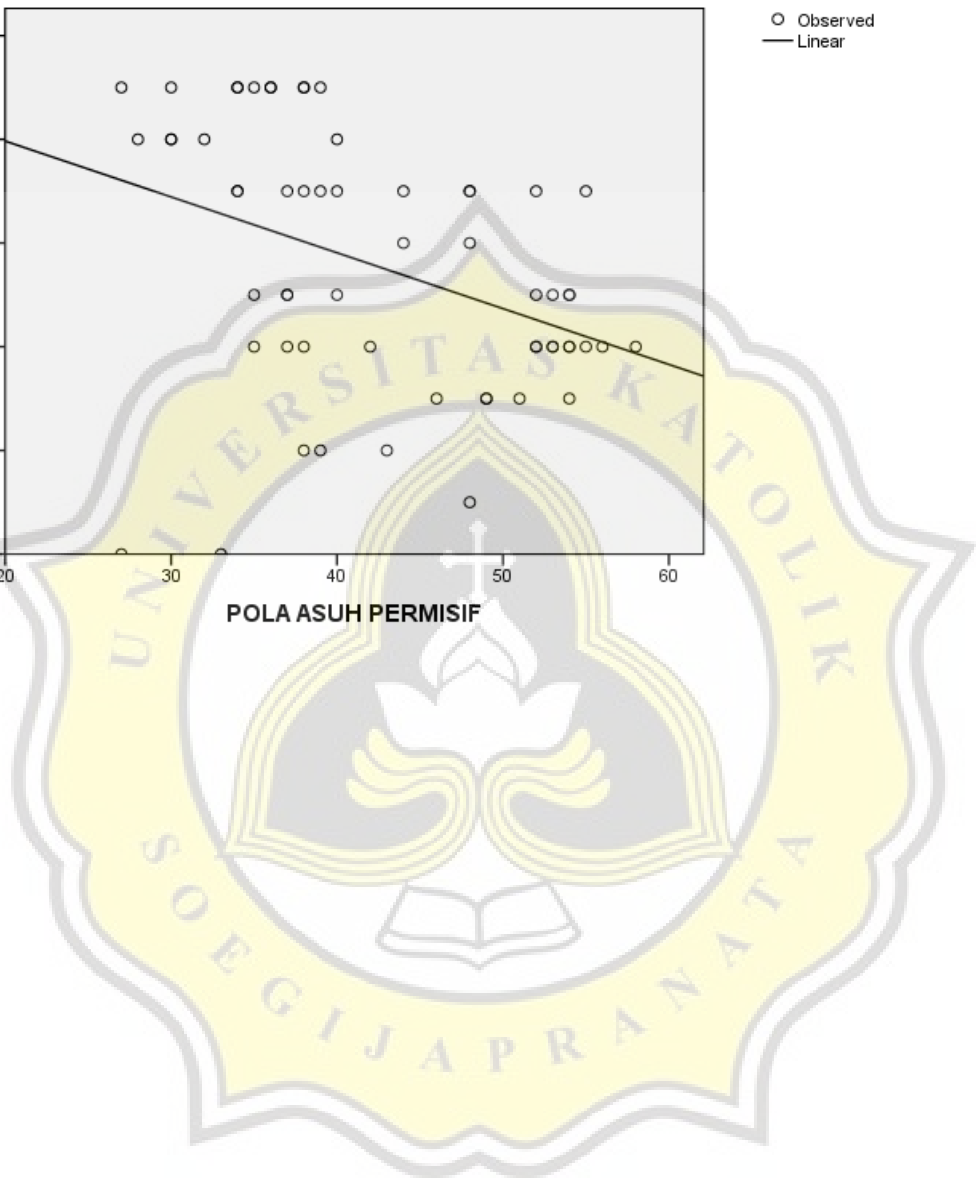 Observed
Linear
20 30 40 50 60
POLA ASUH PERMISIF
UNIVERSITAS KATOLIK
SOEGIJAPRANATA